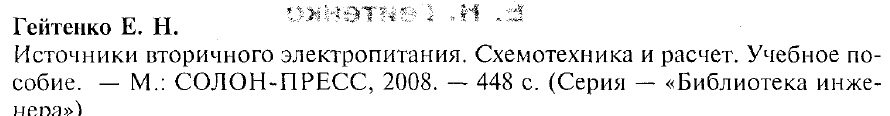 Гейтенко Е. Н.
Источники вторичного электропитания. Схемотехника и расчет. Учебное по-
собие. — М.: СОЛОН-ПРЕСС, 2008. — 448 с. (Серия — «Библиотека инже-
нера»)